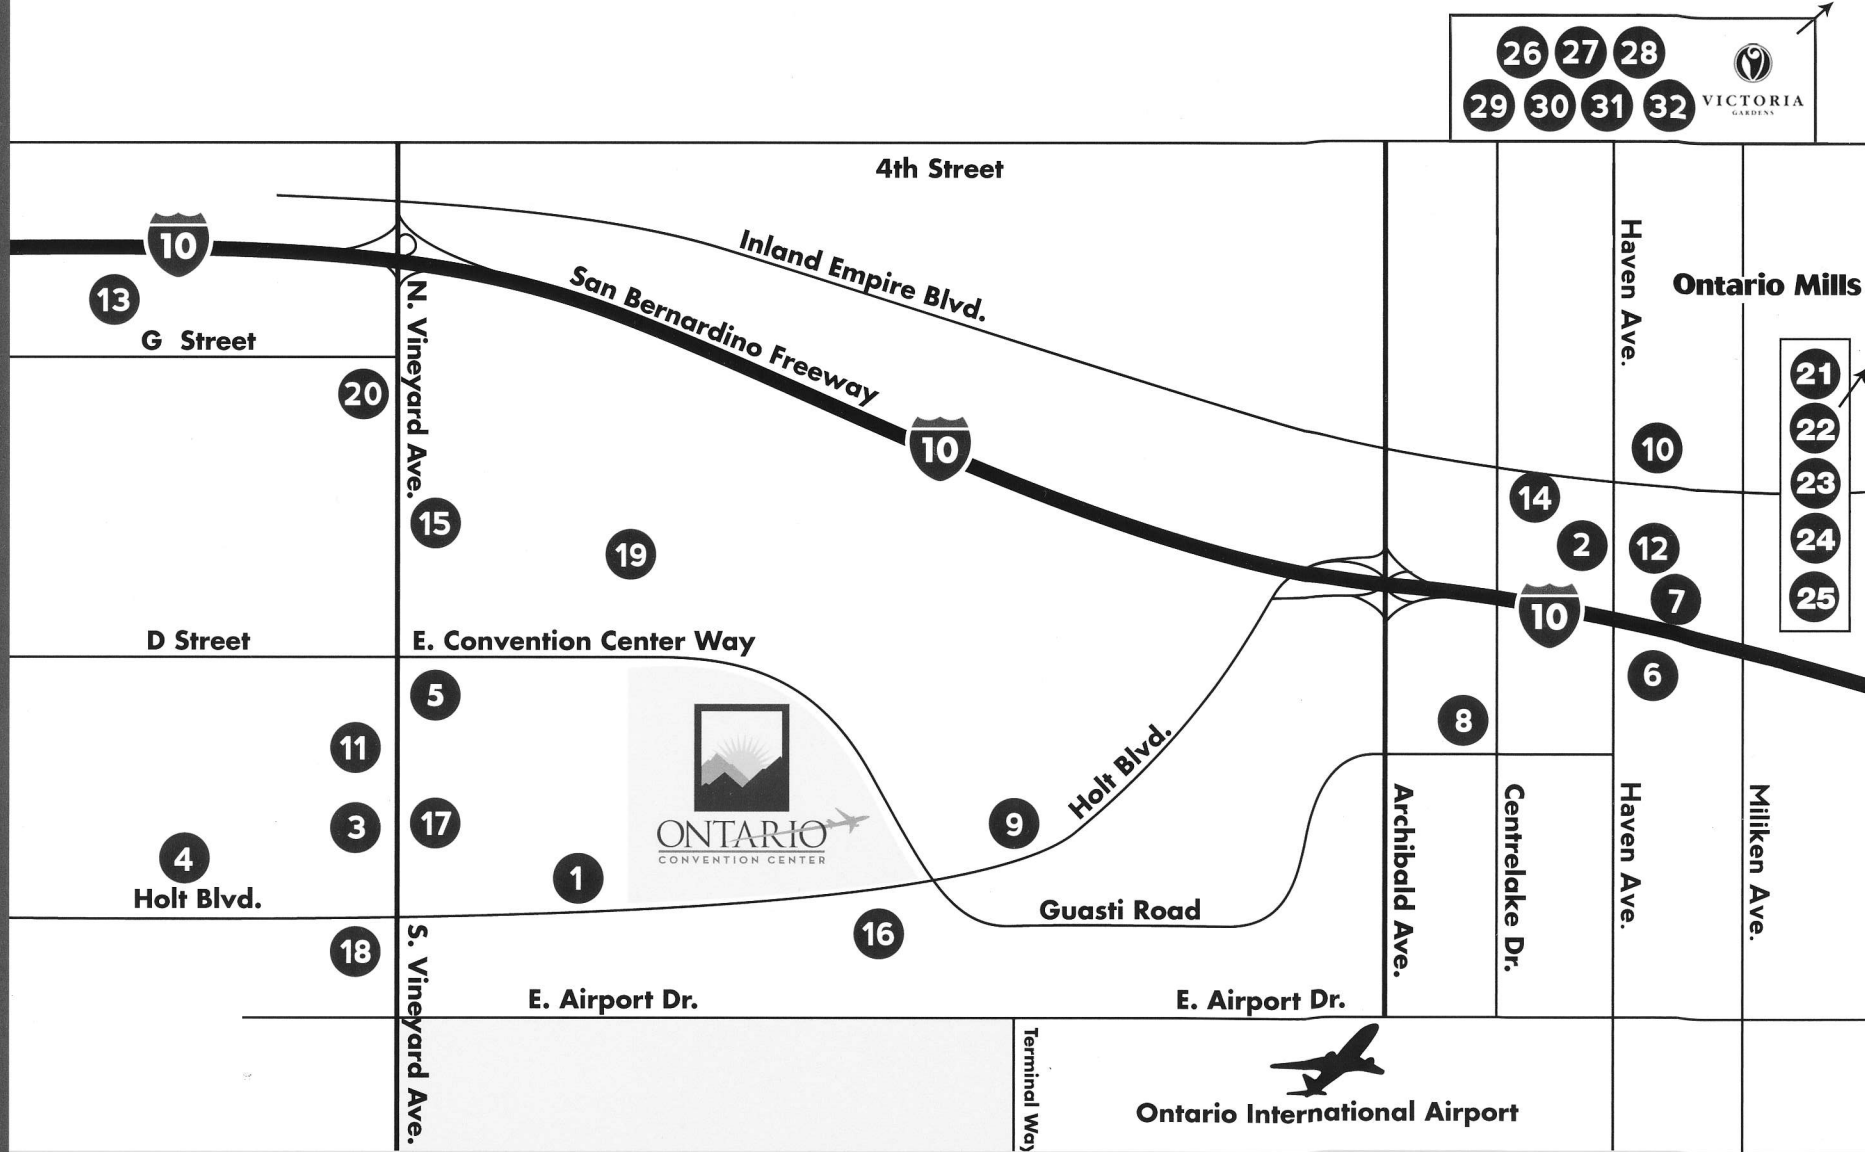 26 27 28
29 30 31 32
VICTORIA
GARDENS
4th Street
10
13
G Street
N. Vineyard Ave.
San Bernardino Freeway
Inland Empire Blvd.
Haven Ave.
Ontario Mills
20
10
21
22
23
24
25
10
14
15
19
2
12
7
10
D Street
E. Convention Center Way
5
6
8
11
3
17
4
1
9
ONTARIO
CONVENTION CENTER
Holt Blvd.
Holt Blvd.
Archibald Ave.
Centrelake Dr.
Haven Ave.
Miliken Ave.
Guasti Road
18
16
S. Vineyard Ave.
E. Airport Dr.
E. Airport Dr.
Terminal Way
Ontario International Airport